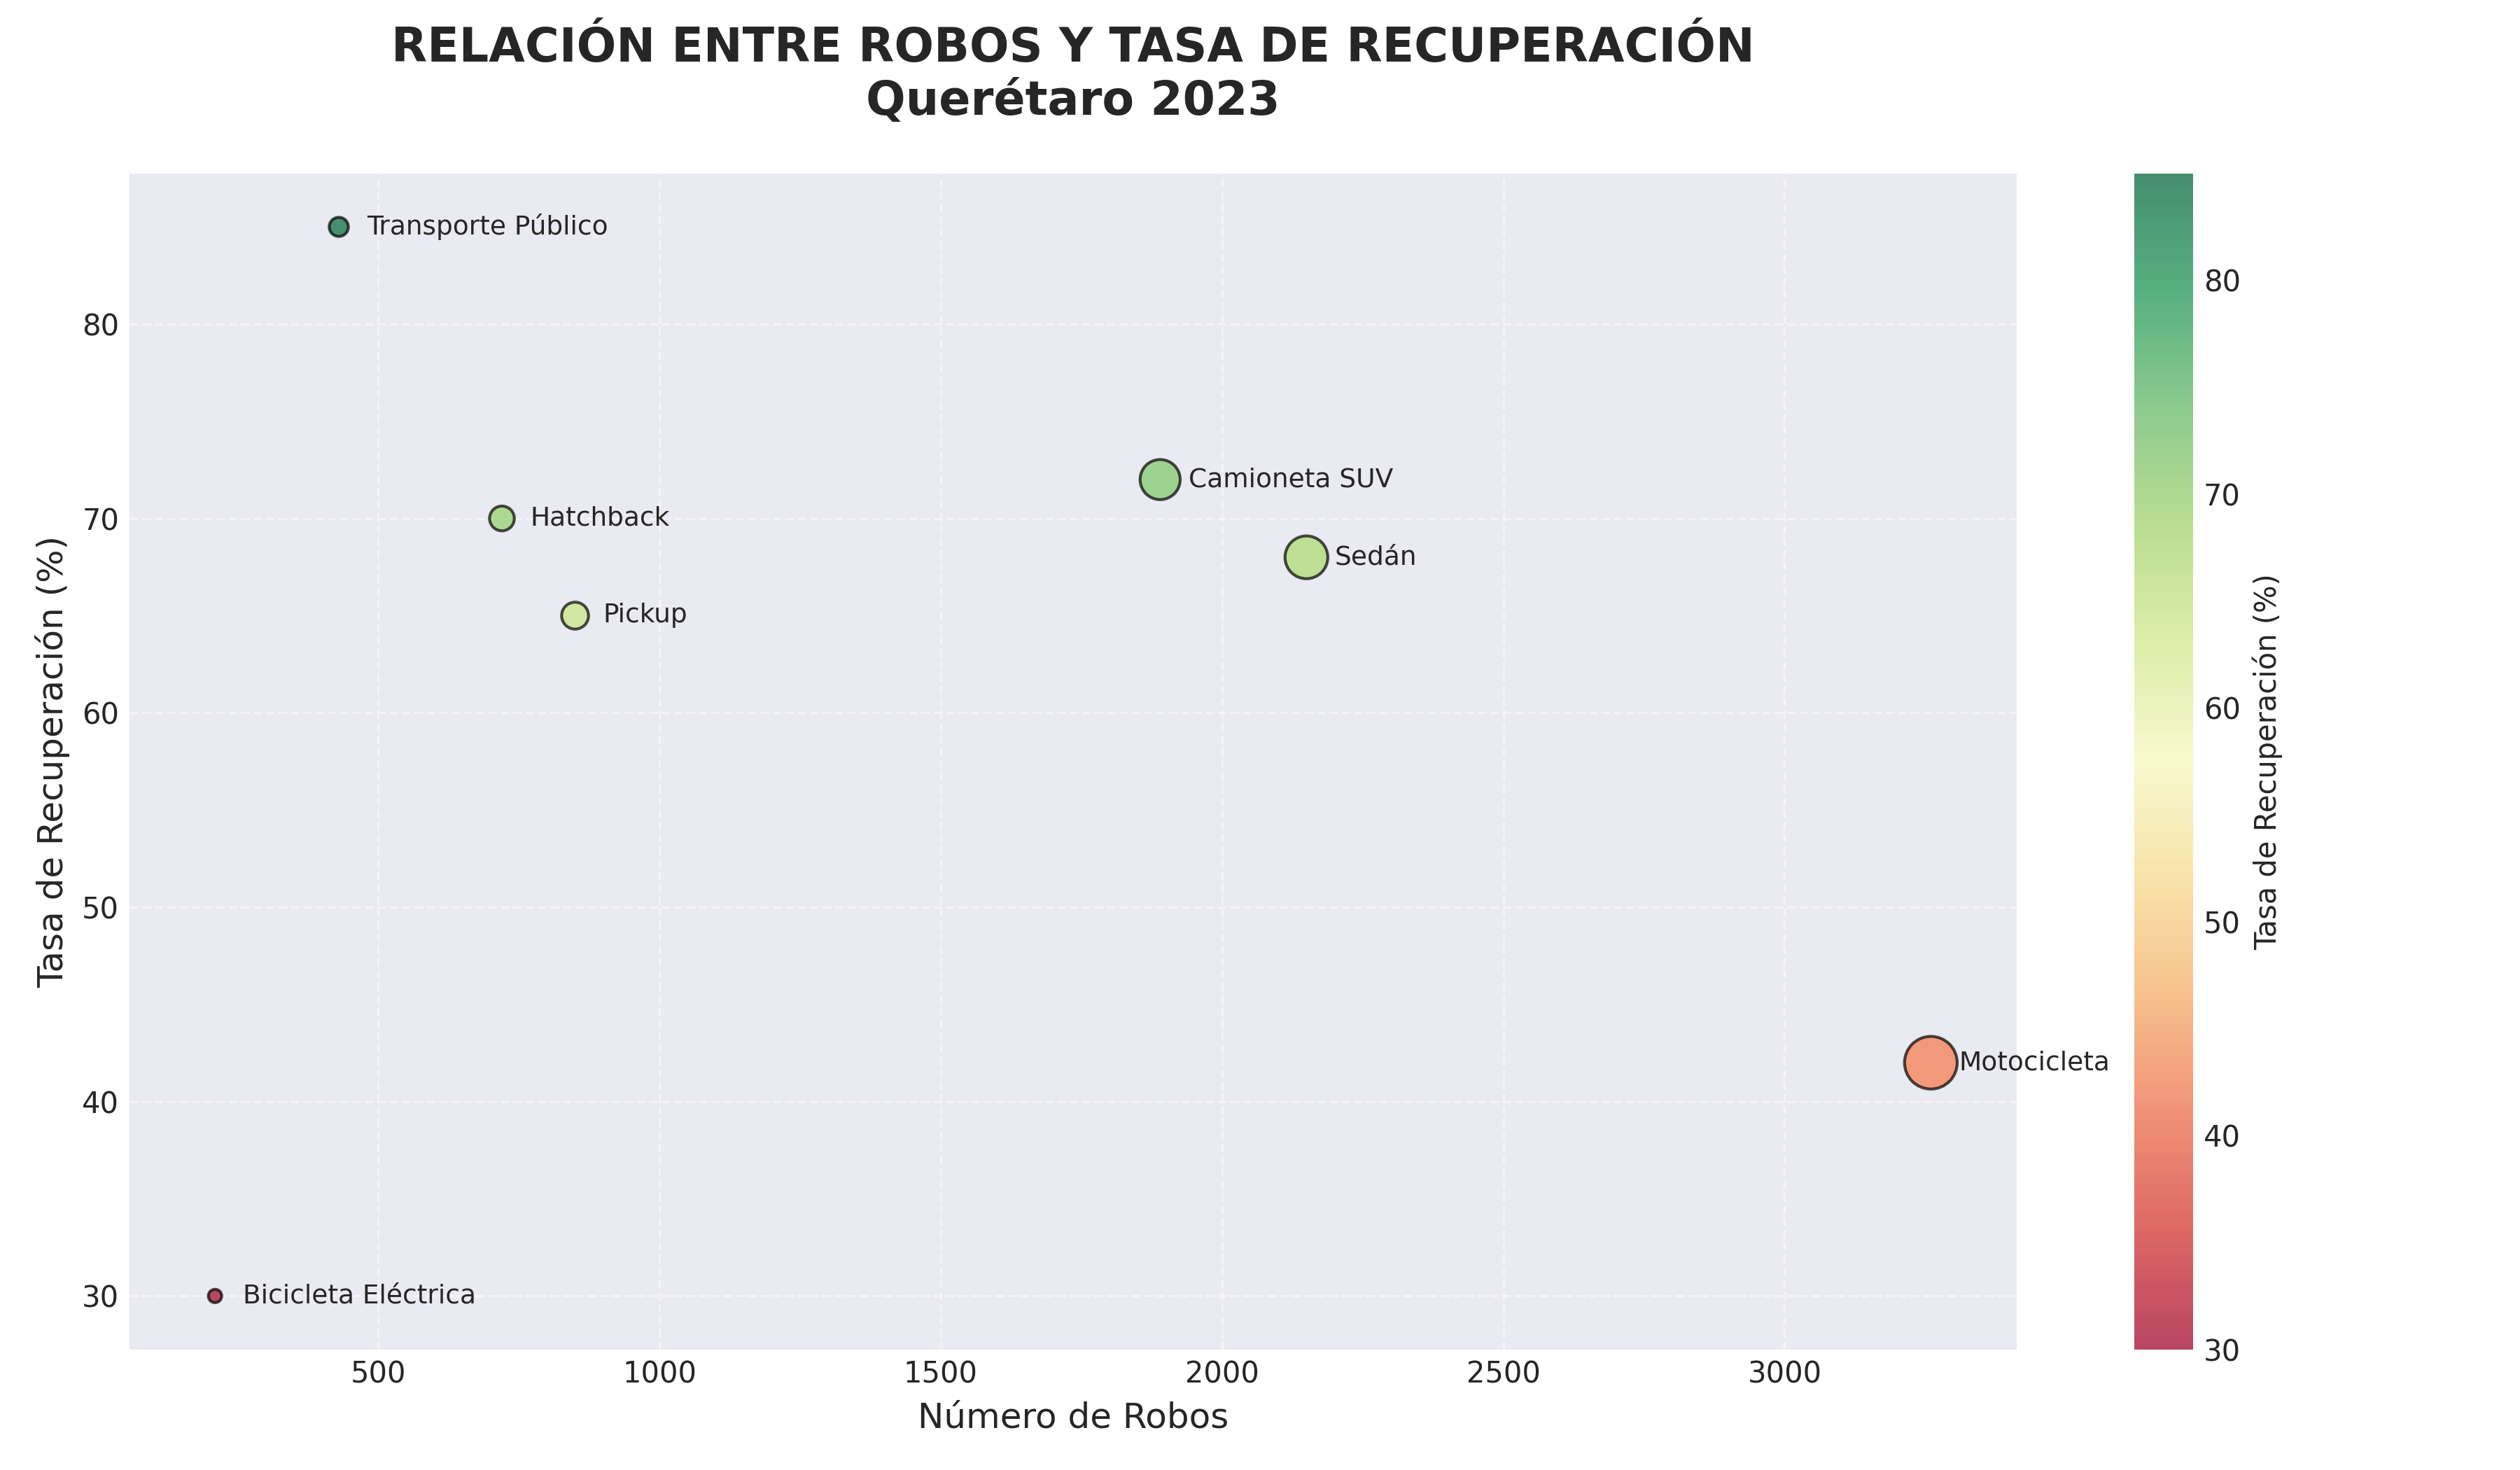 RELACIÓN ENTRE ROBOS Y TASA DE RECUPERACIÓN
Querétaro 2023
Tasa de Recuperación (%)
80
70
60
50
40
30
Transporte Público
Camioneta SUV
Hatchback
Sedán
Pickup
Motocicleta
Bicicleta Eléctrica
500
1000
1500
2000
2500
3000
Número de Robos
80
70
60
50
40
30
Tasa de Recuperación (%)